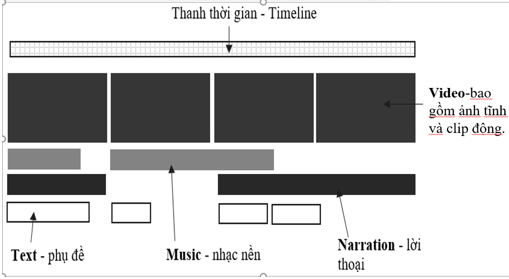 Thanh thời gian - Timeline
Video-bao
gồm ảnh tĩnh
và clip đông.
Text - phụ đề
Music - nhạc nền
Narration - lời
thoại